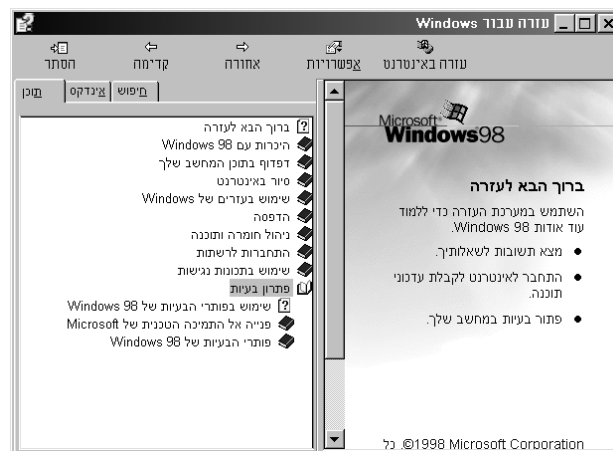 עזרה עבור Windows
הסתר
קדימה
אחורה
אפשרויות
עזרה באינטרנט
תוכן
אינדקס
חיפוש
ברוך הבא לעזרה
היכרות עם Windows 98
דפדוף בתוכן המחשב שלך
סיור באינטרנט
שימוש בעזרים של Windows
הדפסה
ניהול חומרה ותוכנה
התחברות לרשתות
שימוש בתכונות נגישות
פתרון בעיות
שימוש בפותרי הבעיות של Windows 98
פנייה אל התמיכה הטכנית של Microsoft
פותרי הבעיות של Windows 98
Microsoft
Windows98
ברוך הבא לעזרה
השתמש במערכת העזרה כדי ללמוד
עוד אודות Windows 98.
• מצא תשובות לשאלותיך.
• התחבר לאינטרנט לקבלת עדכוני
תוכנה.
• פתור בעיות במחשב שלך.
©1998 Microsoft Corporation. כל